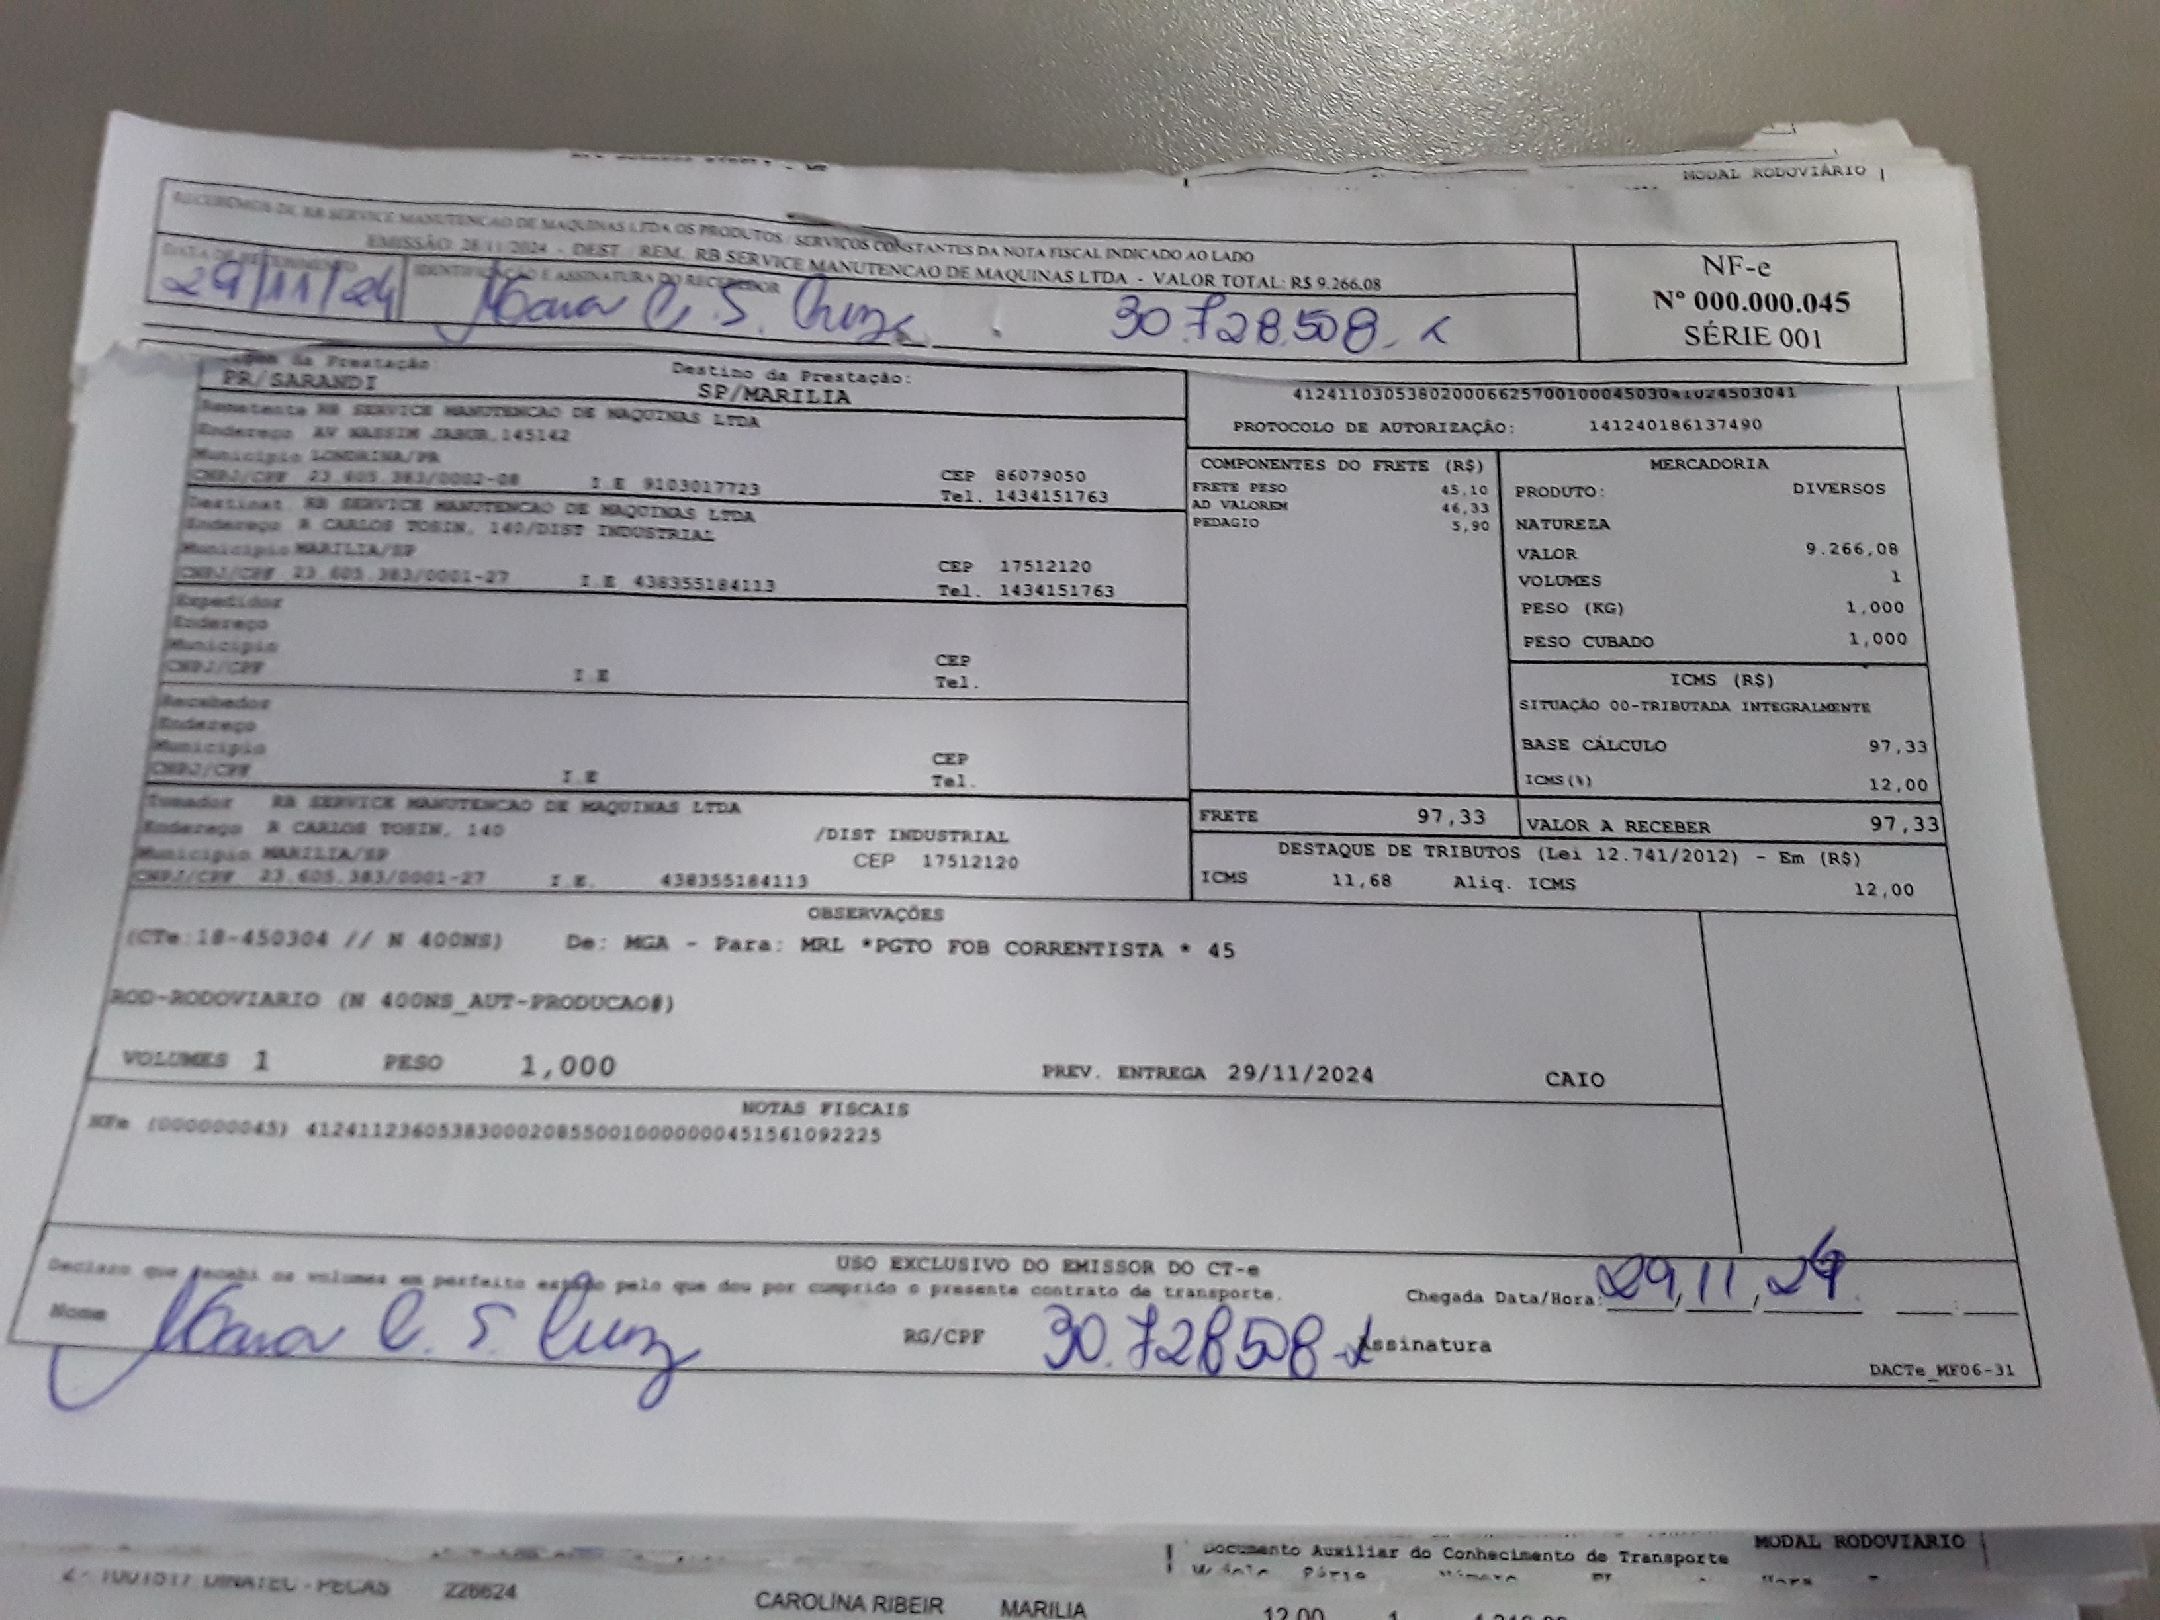 MODAL RODOVIÁRIO
RECEBEMOS DE RB SERVICE MANUTENCAO DE MAQUINAS LTDA OS PRODUTOS / SERVIÇOS CONSTANTES DA NOTA FISCAL INDICADO AO LADO
EMISSÃO: 28/11/2024 - DEST. / REM. RB SERVICE MANUTENCAO DE MAQUINAS LTDA - VALOR TOTAL: R$ 9.266,08
DATA DE RECEBIMENTO
IDENTIFICAÇÃO E ASSINATURA DO RECEBEDOR
29/11/24 C. S. Cruz 30.728.508-x
NF-e
Nº 000.000.045
SÉRIE 001
da Prestação: Destino da Prestação:
PR/SARANDI SP/MARILIA
Remetente RB SERVICE MANUTENCAO DE MAQUINAS LTDA
Endereço AV NASSIM JABUR,145142
Município LONDRINA/PR CEP 86079050
CNPJ/CPF 23.605.383/0002-08 I.E 9103017723 Tel. 1434151763
Destinat. RB SERVICE MANUTENCAO DE MAQUINAS LTDA
Endereço R CARLOS TOSIN, 140/DIST INDUSTRIAL
Município MARILIA/SP CEP 17512120
CNPJ/CPF 23.605.383/0001-27 I.E 438355184113 Tel. 1434151763
Expedidor
Endereço
Município CEP
CNPJ/CPF I.E Tel.
Recebedor
Endereço
Município CEP
CNPJ/CPF I.E Tel.
Tomador RB SERVICE MANUTENCAO DE MAQUINAS LTDA
Endereço R CARLOS TOSIN, 140 /DIST INDUSTRIAL
Município MARILIA/SP CEP 17512120
CNPJ/CPF 23.605.383/0001-27 I.E. 438355184113
41241103053802000662570010004503041024503041
PROTOCOLO DE AUTORIZAÇÃO: 141240186137490
COMPONENTES DO FRETE (R$)
FRETE PESO 45,10
AD VALOREM 46,33
PEDAGIO 5,90
MERCADORIA
PRODUTO: DIVERSOS
NATUREZA
VALOR 9.266,08
VOLUMES 1
PESO (KG) 1,000
PESO CUBADO 1,000
ICMS (R$)
SITUAÇÃO 00-TRIBUTADA INTEGRALMENTE
BASE CÁLCULO 97,33
ICMS(%) 12,00
FRETE 97,33 VALOR A RECEBER 97,33
DESTAQUE DE TRIBUTOS (Lei 12.741/2012) - Em (R$)
ICMS 11,68 Aliq. ICMS 12,00
OBSERVAÇÕES
(CTe:18-450304 // N 400NS) De: MGA - Para: MRL *PGTO FOB CORRENTISTA * 45
ROD-RODOVIARIO (N 400NS_AUT-PRODUCAO#)
VOLUMES 1 PESO 1,000 PREV. ENTREGA 29/11/2024 CAIO
NOTAS FISCAIS
NFe (000000045) 41241123605383000208550010000000451561092225
USO EXCLUSIVO DO EMISSOR DO CT-e
Declaro que recebi os volumes em perfeito estado pelo que dou por cumprido o presente contrato de transporte.
Chegada Data/Hora: 29,11,24
Nome C. S. Cruz RG/CPF 30.728508-x Assinatura
DACTe_MF06-31
Documento Auxiliar do Conhecimento de Transporte MODAL RODOVIARIO
DINATEC - PECAS 226624 CAROLINA RIBEIR MARILIA 12,00 1